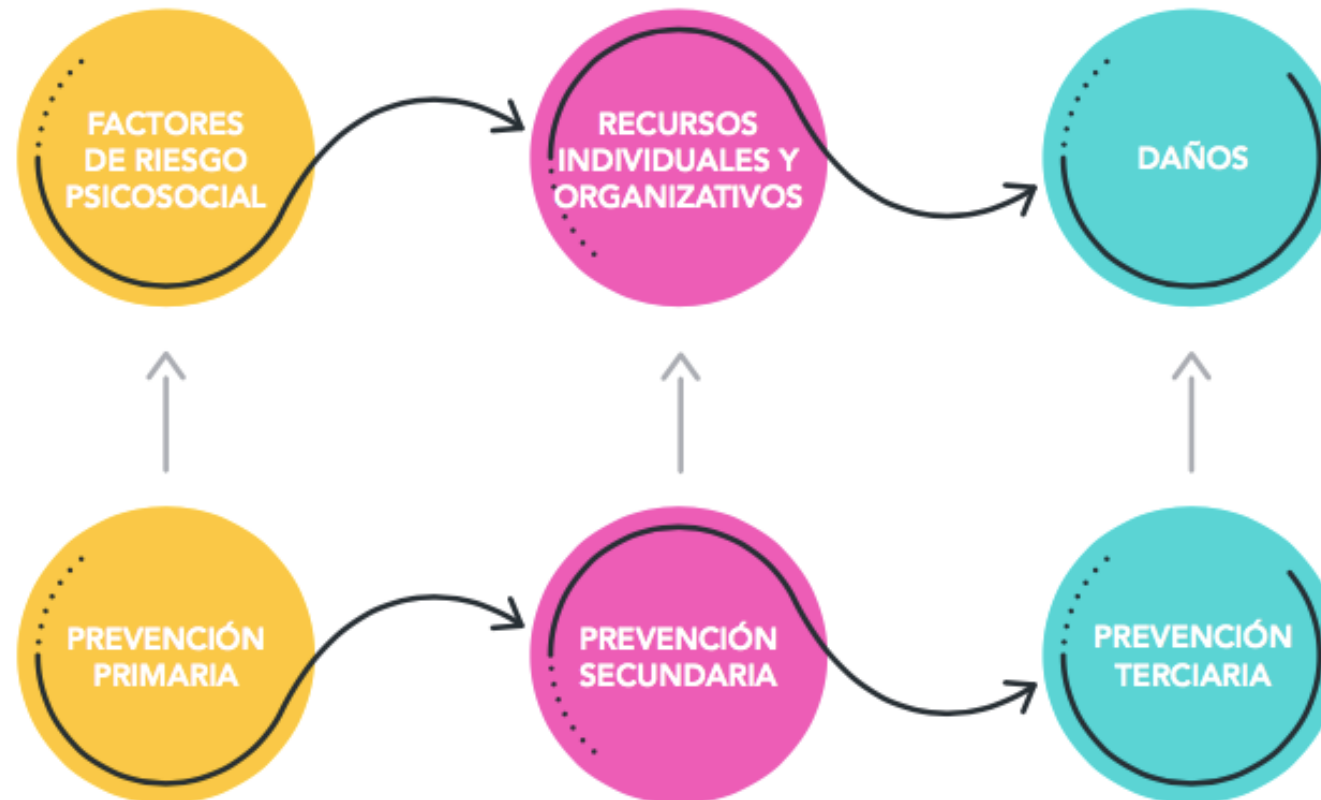 FACTORES
DE RIESGO
PSICOSOCIAL
RECURSOS
INDIVIDUALES Y
ORGANIZATIVOS
DAÑOS
PREVENCIÓN
PRIMARIA
PREVENCIÓN
SECUNDARIA
PREVENCIÓN
TERCIARIA